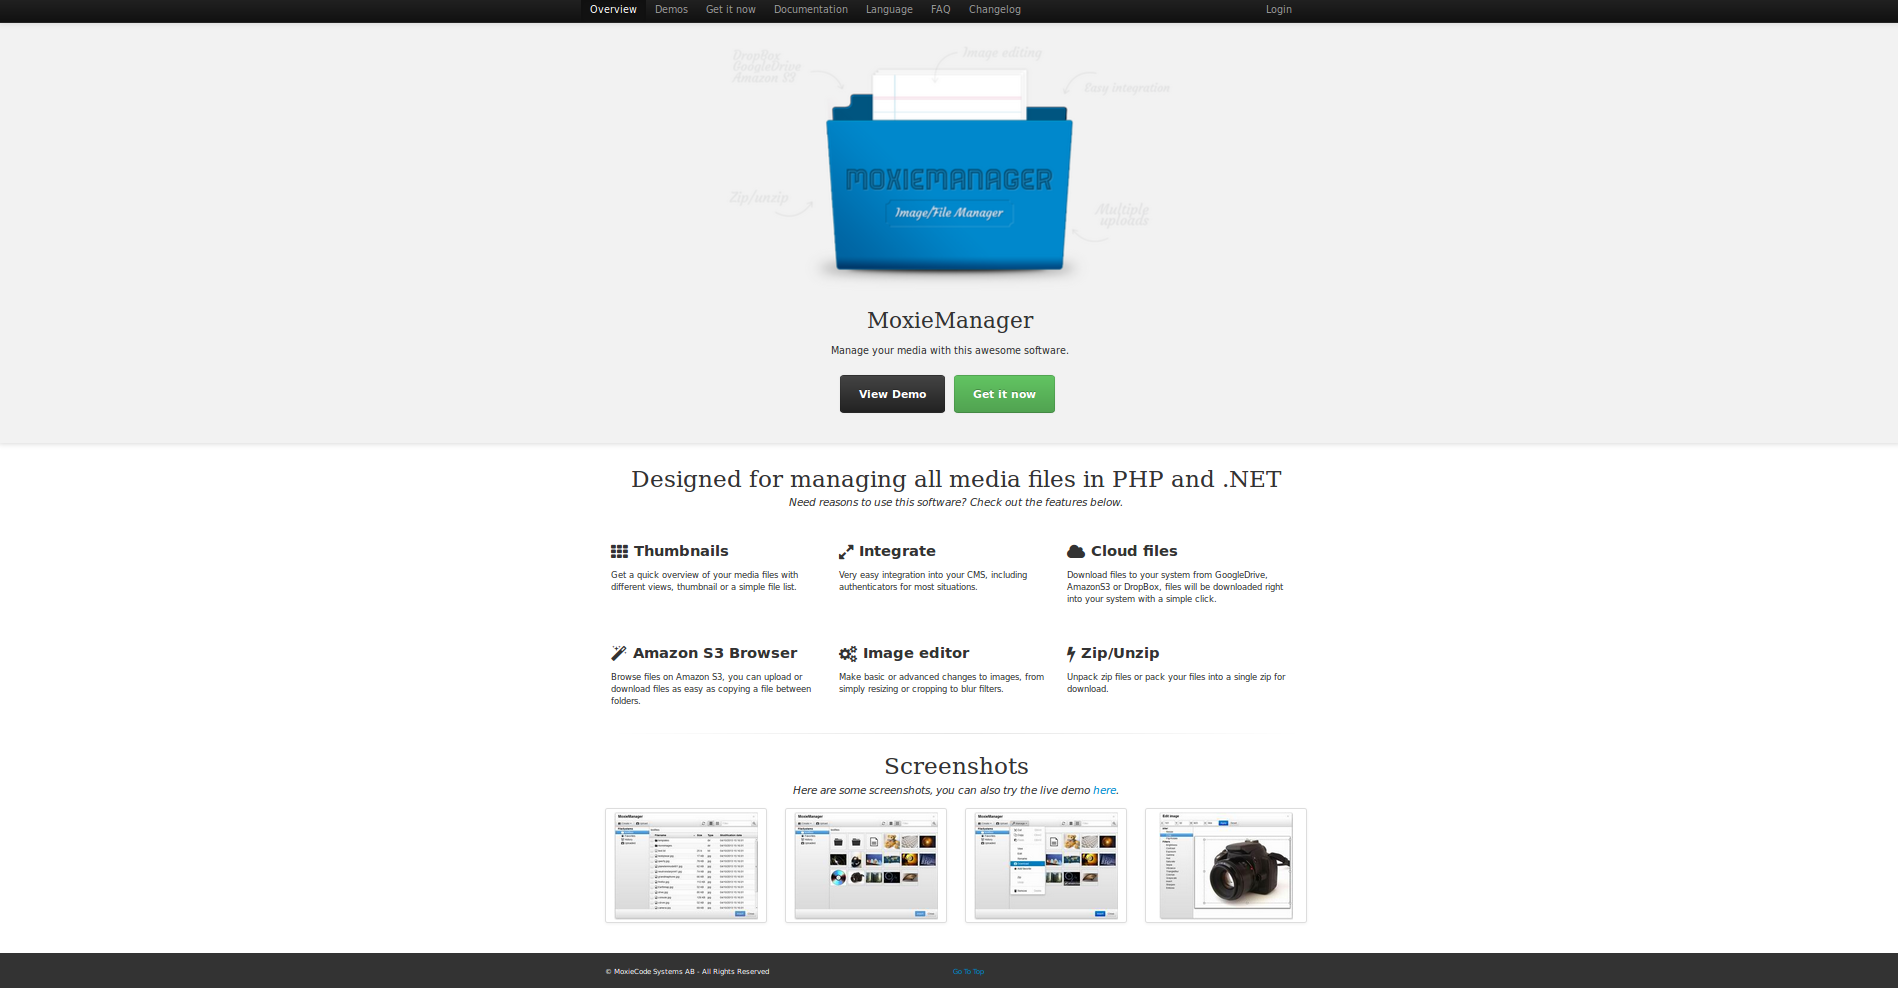 Overview Demos Get it now Documentation Language FAQ Changelog Login
DropBox
GoogleDrive
Amazon S3
Image editing
Easy integration
MOXIEMANAGER
Image/File Manager
Zip/unzip
Multiple
uploads
MoxieManager
Manage your media with this awesome software.
View Demo Get it now
Designed for managing all media files in PHP and .NET
Need reasons to use this software? Check out the features below.
Thumbnails
Get a quick overview of your media files with
different views, thumbnail or a simple file list.
Integrate
Very easy integration into your CMS, including
authenticators for most situations.
Cloud files
Download files to your system from GoogleDrive,
AmazonS3 or DropBox, files will be downloaded right
into your system with a simple click.
Amazon S3 Browser
Browse files on Amazon S3, you can upload or
download files as easy as copying a file between
folders.
Image editor
Make basic or advanced changes to images, from
simply resizing or cropping to blur filters.
Zip/Unzip
Unpack zip files or pack your files into a single zip for
download.
Screenshots
Here are some screenshots, you can also try the live demo here.
MoxieManager
MoxieManager
MoxieManager
Edit image
© MoxieCode Systems AB - All Rights Reserved
Go To Top